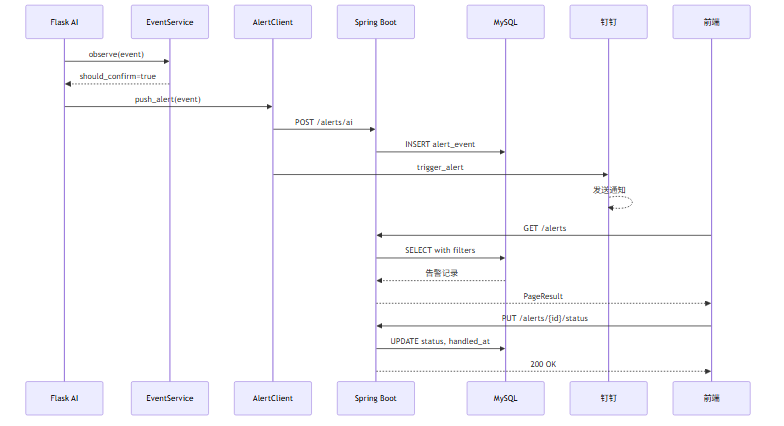 Flask AI
EventService
AlertClient
Spring Boot
MySQL
钉钉
前端
observe(event)
should_confirm=true
push_alert(event)
POST /alerts/ai
INSERT alert_event
trigger_alert
发送通知
GET /alerts
SELECT with filters
告警记录
PageResult
PUT /alerts/{id}/status
UPDATE status, handled_at
200 OK
Flask AI
EventService
AlertClient
Spring Boot
MySQL
钉钉
前端